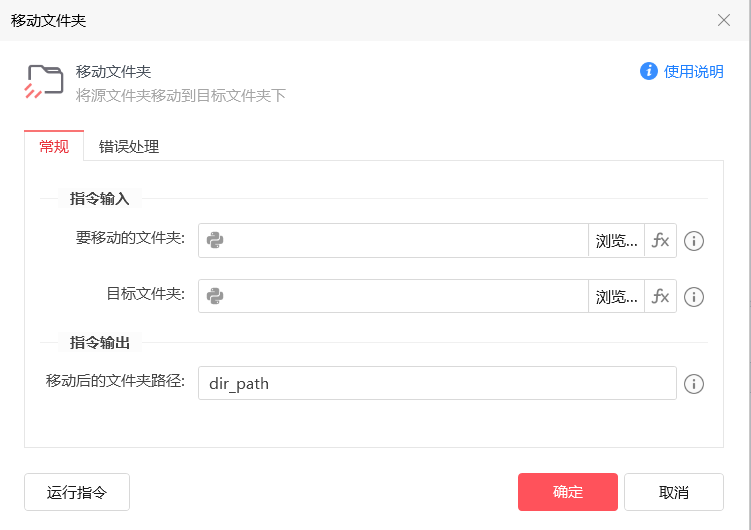 移动文件夹
移动文件夹
使用说明
将源文件夹移动到目标文件夹下
常规 错误处理
指令输入
要移动的文件夹: 浏览... fx
目标文件夹: 浏览... fx
指令输出
移动后的文件夹路径: dir_path
运行指令 确定 取消